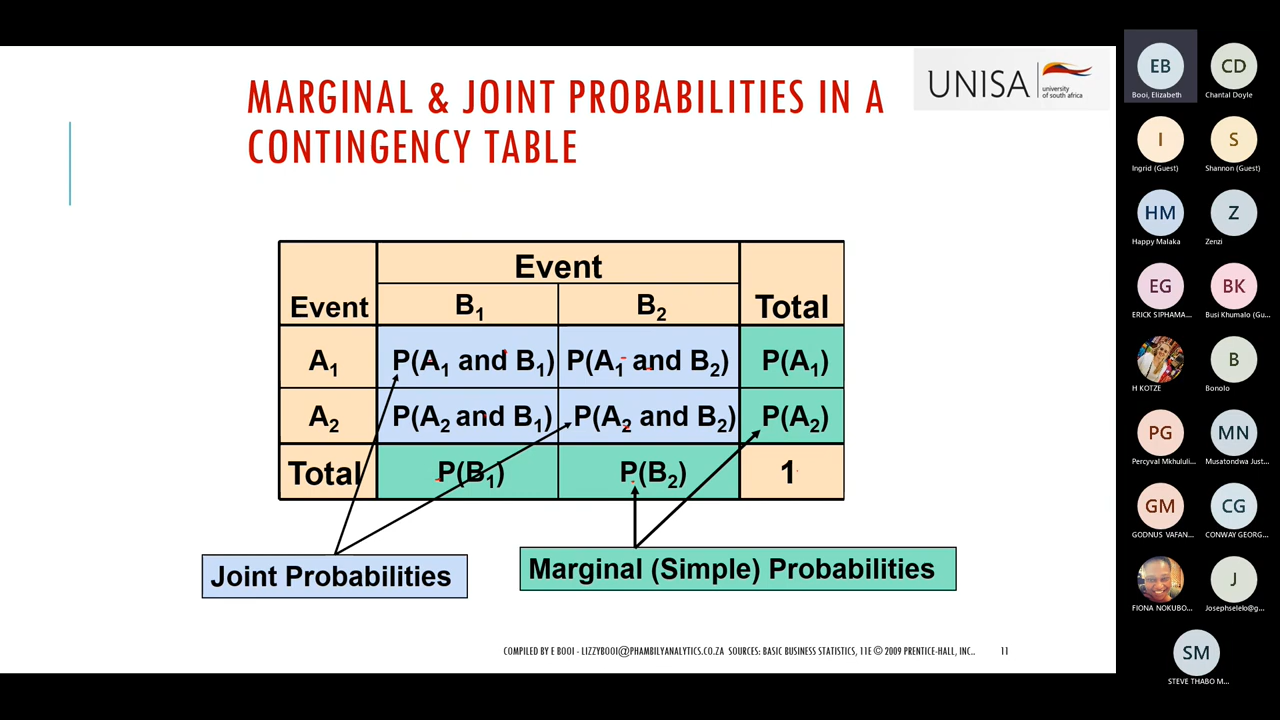 MARGINAL & JOINT PROBABILITIES IN A
CONTINGENCY TABLE
UNISA
university
of south africa
Event
Event
B₁
B₂
Total
A₁
P(A₁ and B₁)
P(A₁ and B₂)
P(A₁)
A₂
P(A₂ and B₁)
P(A₂ and B₂)
P(A₂)
Total
P(B₁)
P(B₂)
1
Joint Probabilities
Marginal (Simple) Probabilities
COMPILED BY E BOOI - LIZZYBOOI@PHAMBILYANALYTICS.CO.ZA SOURCES: BASIC BUSINESS STATISTICS, 11E © 2009 PRENTICE-HALL, INC..
11
EB
Booi, Elizabeth
CD
Chantal Doyle
I
Ingrid (Guest)
S
Shannon (Guest)
HM
Happy Malaka
Z
Zenzi
EG
ERICK SIPHAMA...
BK
Busi Khumalo (Gu...
H KOTZE
B
Bonolo
PG
Percyval Mkhululi...
MN
Musatondwa Just...
GM
GODNUS VAFAN...
CG
CONWAY GEORG...
FIONA NOKUBO...
J
Josephselelo@g...
SM
STEVE THABO M...